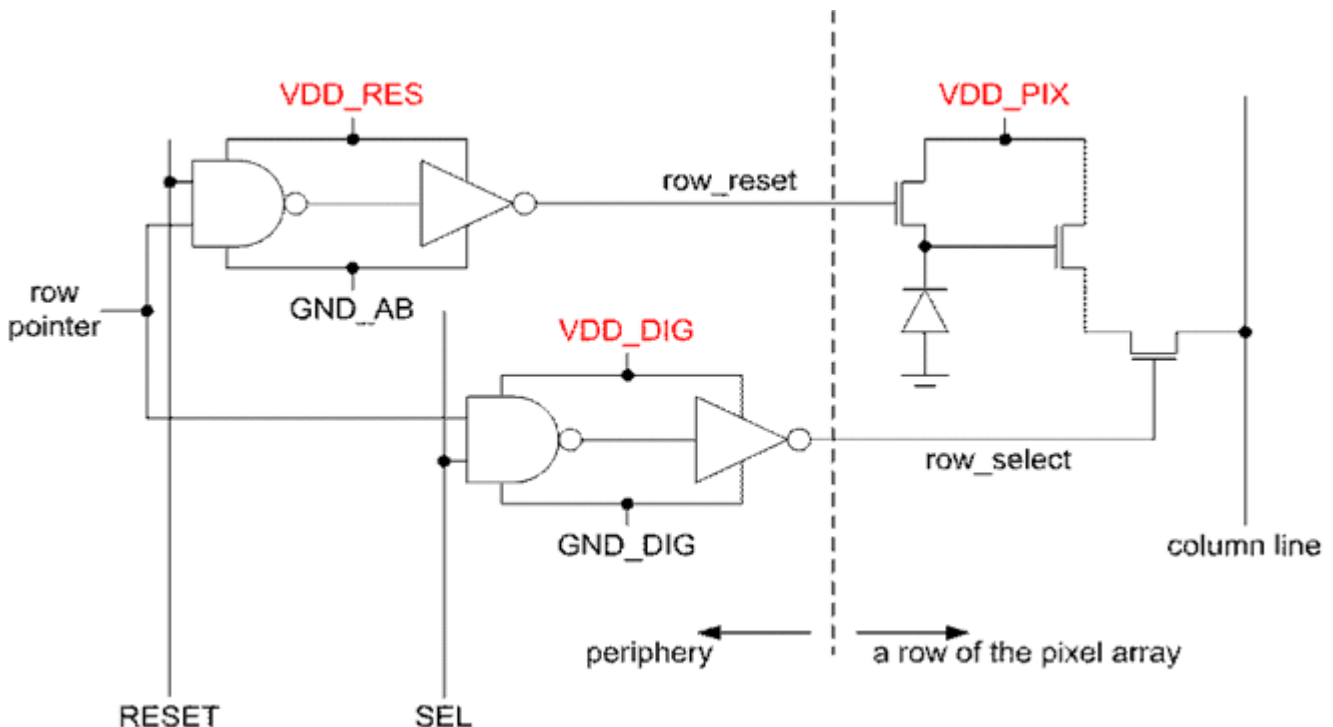 VDD_RES
VDD_PIX
row_reset
row
pointer
GND_AB
VDD_DIG
row_select
GND_DIG
column line
periphery
a row of the pixel array
RESET
SEL